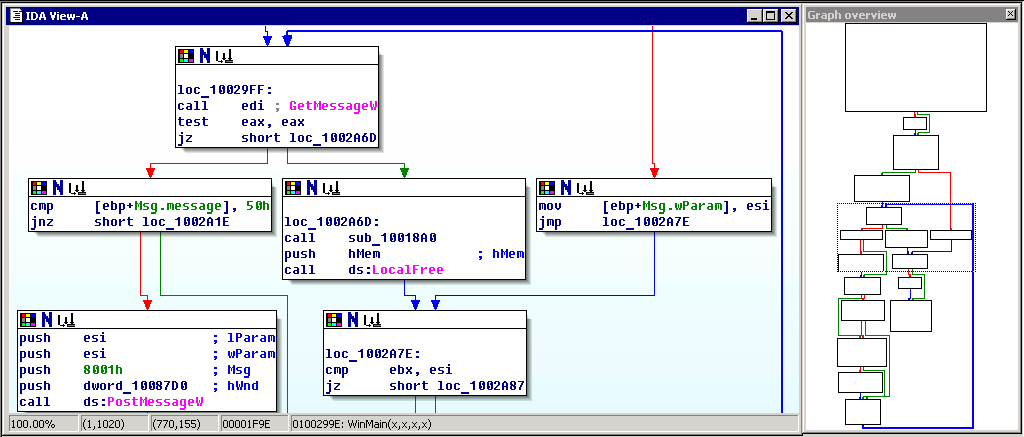 IDA View-A
Graph overview
loc_10029FF:
call edi ; GetMessageW
test eax, eax
jz short loc_1002A6D
cmp [ebp+Msg.message], 50h
jnz short loc_1002A1E
loc_1002A6D:
call sub_10018A0
push hMem ; hMem
call ds:LocalFree
mov [ebp+Msg.wParam], esi
jmp loc_1002A7E
push esi ; lParam
push esi ; wParam
push 8001h ; Msg
push dword_10087D0 ; hWnd
call ds:PostMessageW
loc_1002A7E:
cmp ebx, esi
jz short loc_1002A87
100.00% (1,1020) (770,155) 00001F9E 0100299E: WinMain(x,x,x,x)